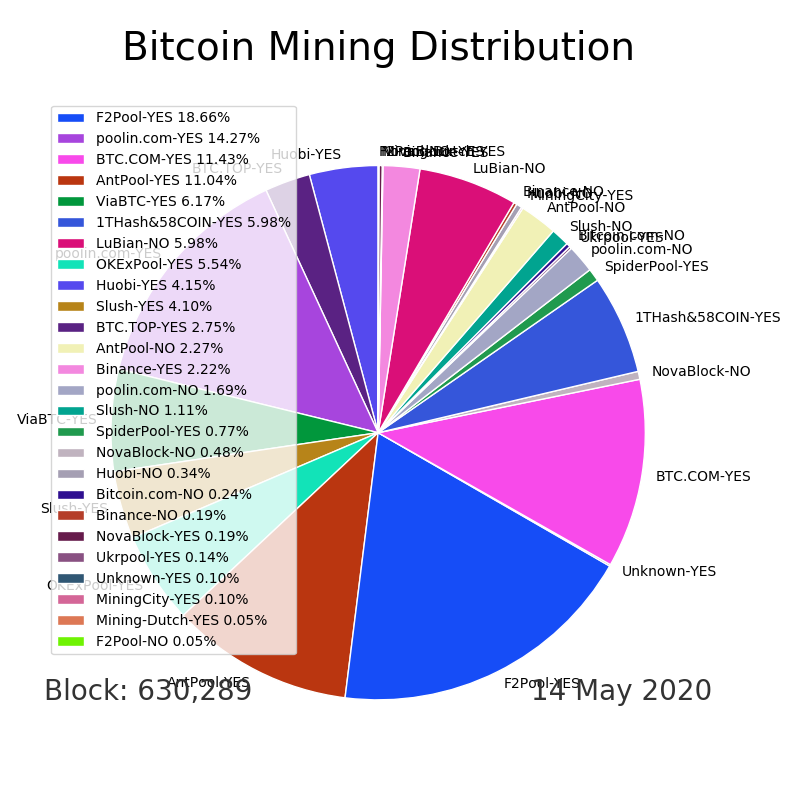 Bitcoin Mining Distribution
F2Pool-YES 18.66%
poolin.com-YES 14.27%
BTC.COM-YES 11.43%
AntPool-YES 11.04%
ViaBTC-YES 6.17%
1THash&58COIN-YES 5.98%
LuBian-NO 5.98%
OKExPool-YES 5.54%
Huobi-YES 4.15%
Slush-YES 4.10%
BTC.TOP-YES 2.75%
AntPool-NO 2.27%
Binance-YES 2.22%
poolin.com-NO 1.69%
Slush-NO 1.11%
SpiderPool-YES 0.77%
NovaBlock-NO 0.48%
Huobi-NO 0.34%
Bitcoin.com-NO 0.24%
Binance-NO 0.19%
NovaBlock-YES 0.19%
Ukrpool-YES 0.14%
Unknown-YES 0.10%
MiningCity-YES 0.10%
Mining-Dutch-YES 0.05%
F2Pool-NO 0.05%
Huobi-YES
BTC.TOP-YES
poolin.com-YES
ViaBTC-YES
Slush-YES
OKExPool-YES
AntPool-YES
Binance-YES
LuBian-NO
Binance-NO
MiningCity-YES
AntPool-NO
Slush-NO
Bitcoin.com-NO
Ukrpool-YES
poolin.com-NO
SpiderPool-YES
1THash&58COIN-YES
NovaBlock-NO
BTC.COM-YES
Unknown-YES
F2Pool-YES
Block: 630,289
14 May 2020